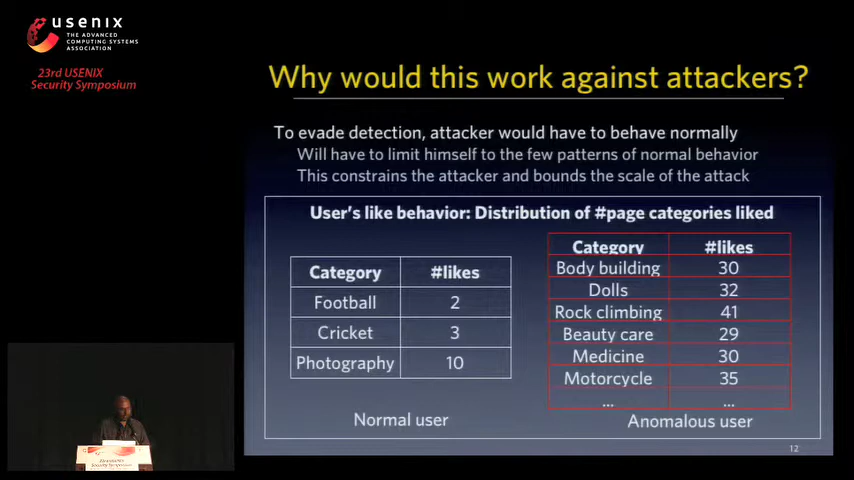 usenix
THE ADVANCED
COMPUTING SYSTEMS
ASSOCIATION
23rd USENIX
Security Symposium
Why would this work against attackers?
To evade detection, attacker would have to behave normally
Will have to limit himself to the few patterns of normal behavior
This constrains the attacker and bounds the scale of the attack
User's like behavior: Distribution of #page categories liked
Category #likes
Football 2
Cricket 3
Photography 10
Normal user
Category #likes
Body building 30
Dolls 32
Rock climbing 41
Beauty care 29
Medicine 30
Motorcycle 35
... ...
Anomalous user
12
usenix
Security Symposium